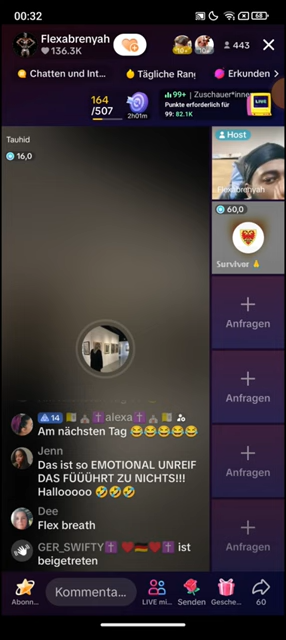 00:32
68
Flexabrenyah
136.3K
443
Chatten und Int...
Tägliche Ran
Erkunden
164
/507
2h01m
99+ | Zuschauer*inne
Punkte erforderlich für
99: 82.1K
LIVE
Tauhid
16,0
Host
Flexabrenyah
60,0
Survivor
Anfragen
Anfragen
Anfragen
Anfragen
14 alexa
Am nächsten Tag 😂😂😂😂😂
Jenn
Das ist so EMOTIONAL UNREIF
DAS FÜÜÜHRT ZU NICHTS!!!
Hallooooo 🤣🤣🤣
Dee
Flex breath
GER_SWIFTY✝️❤️🇩🇪❤️✝️ ist
beigetreten
Abonn...
Kommenta...
LIVE mi...
Senden
Gesche...
60